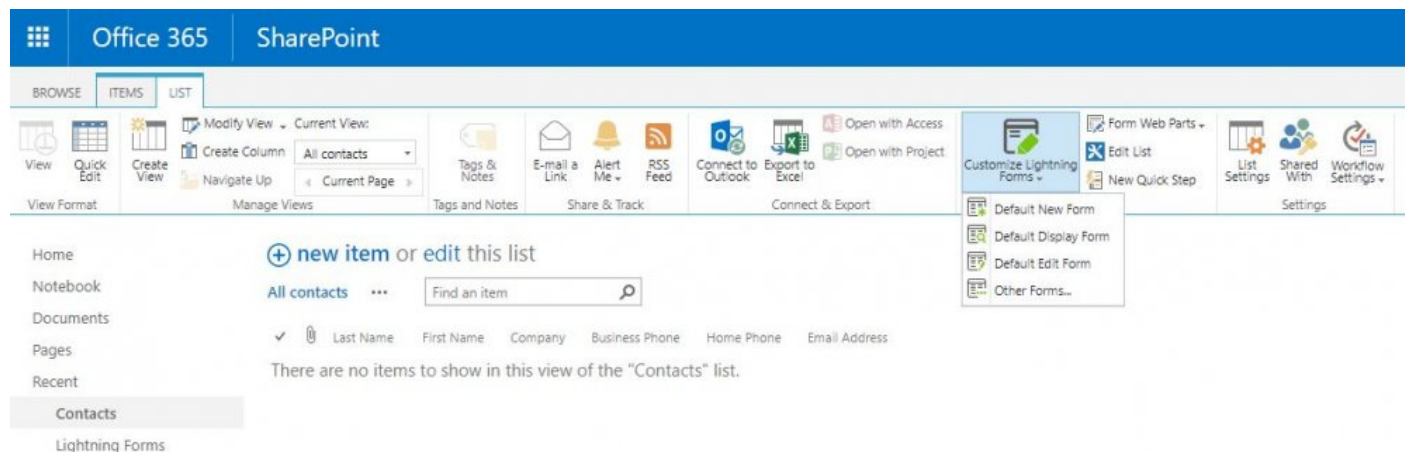 Office 365 SharePoint
BROWSE ITEMS LIST
View
Quick Edit
Create View
Modify View
Create Column
Navigate Up
Current View:
All contacts
Current Page
Tags & Notes
E-mail a Link
Alert Me
RSS Feed
Connect to Outlook
Export to Excel
Open with Access
Open with Project
Customize Lightning Forms
Form Web Parts
Edit List
New Quick Step
List Settings
Shared With
Workflow Settings
View Format
Manage Views
Tags and Notes
Share & Track
Connect & Export
Settings
Default New Form
Default Display Form
Default Edit Form
Other Forms...
Home
Notebook
Documents
Pages
Recent
Contacts
Lightning Forms
new item or edit this list
All contacts ••• Find an item
Last Name First Name Company Business Phone Home Phone Email Address
There are no items to show in this view of the "Contacts" list.